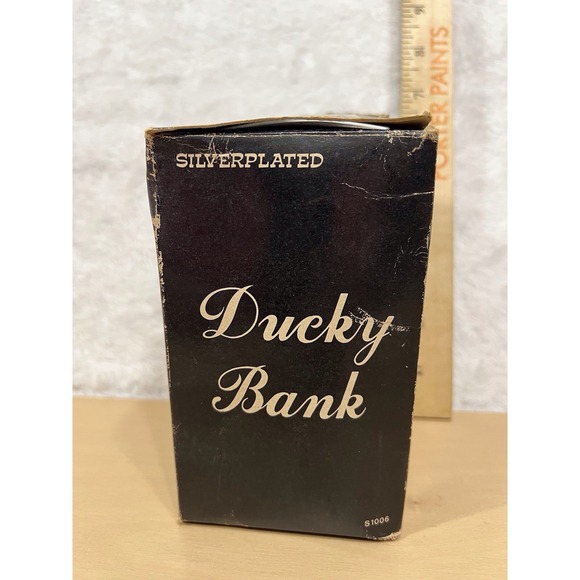 SILVERPLATED
Ducky
Bank
S1006
POWER PAINTS